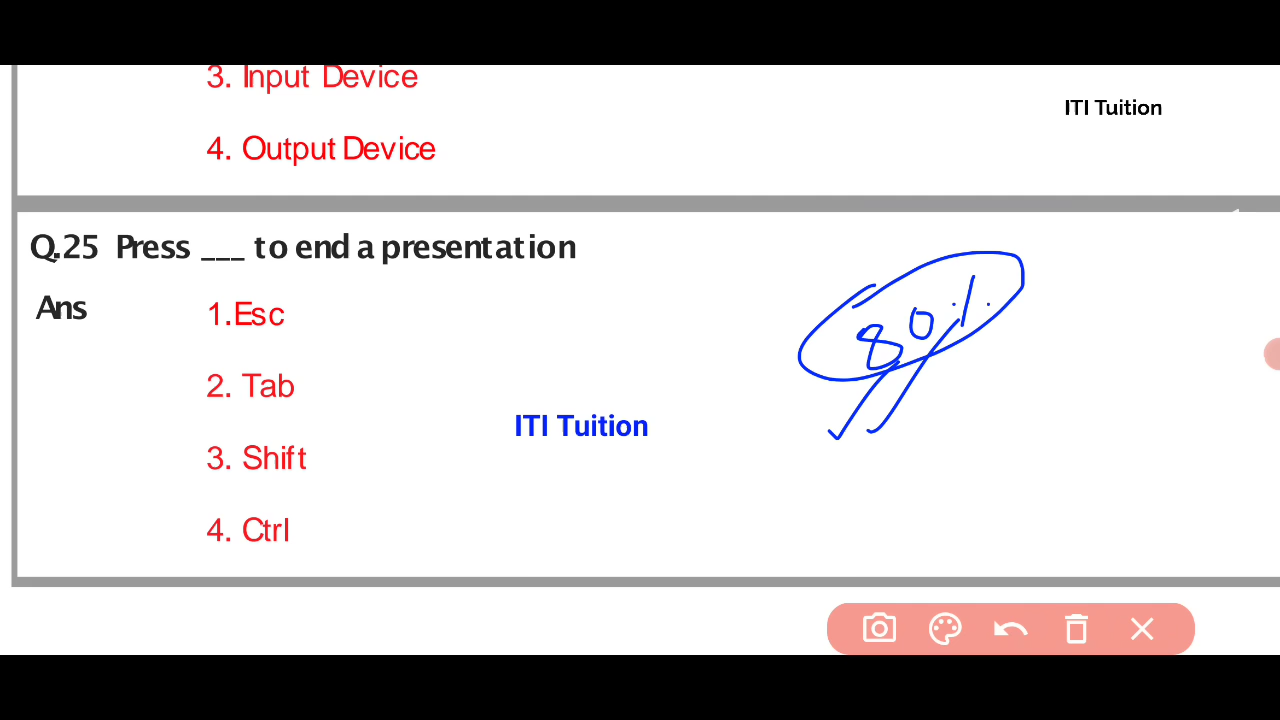 3. Input Device
ITI Tuition
4. Output Device
Q.25 Press ___ to end a presentation
Ans
1.Esc
80%
2. Tab
ITI Tuition
3. Shift
4. Ctrl